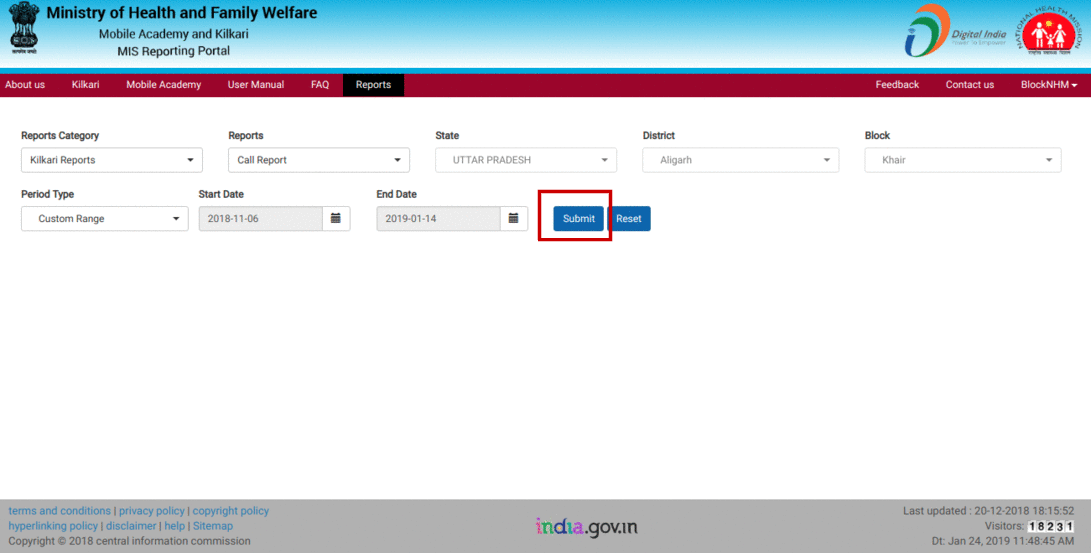 Ministry of Health and Family Welfare
Mobile Academy and Kilkari
MIS Reporting Portal
सत्यमेव जयते
Digital India
Power To Empower
NATIONAL HEALTH MISSION
राष्ट्रीय स्वास्थ्य मिशन
About us Kilkari Mobile Academy User Manual FAQ Reports Feedback Contact us BlockNHM
Reports Category Reports State District Block
Kilkari Reports Call Report UTTAR PRADESH Aligarh Khair
Period Type Start Date End Date
Custom Range 2018-11-06 2019-01-14 Submit Reset
terms and conditions | privacy policy | copyright policy
hyperlinking policy | disclaimer | help | Sitemap
Copyright © 2018 central information commission
india.gov.in
Last updated : 20-12-2018 18:15:52
Visitors: 18231
Dt: Jan 24, 2019 11:48:45 AM